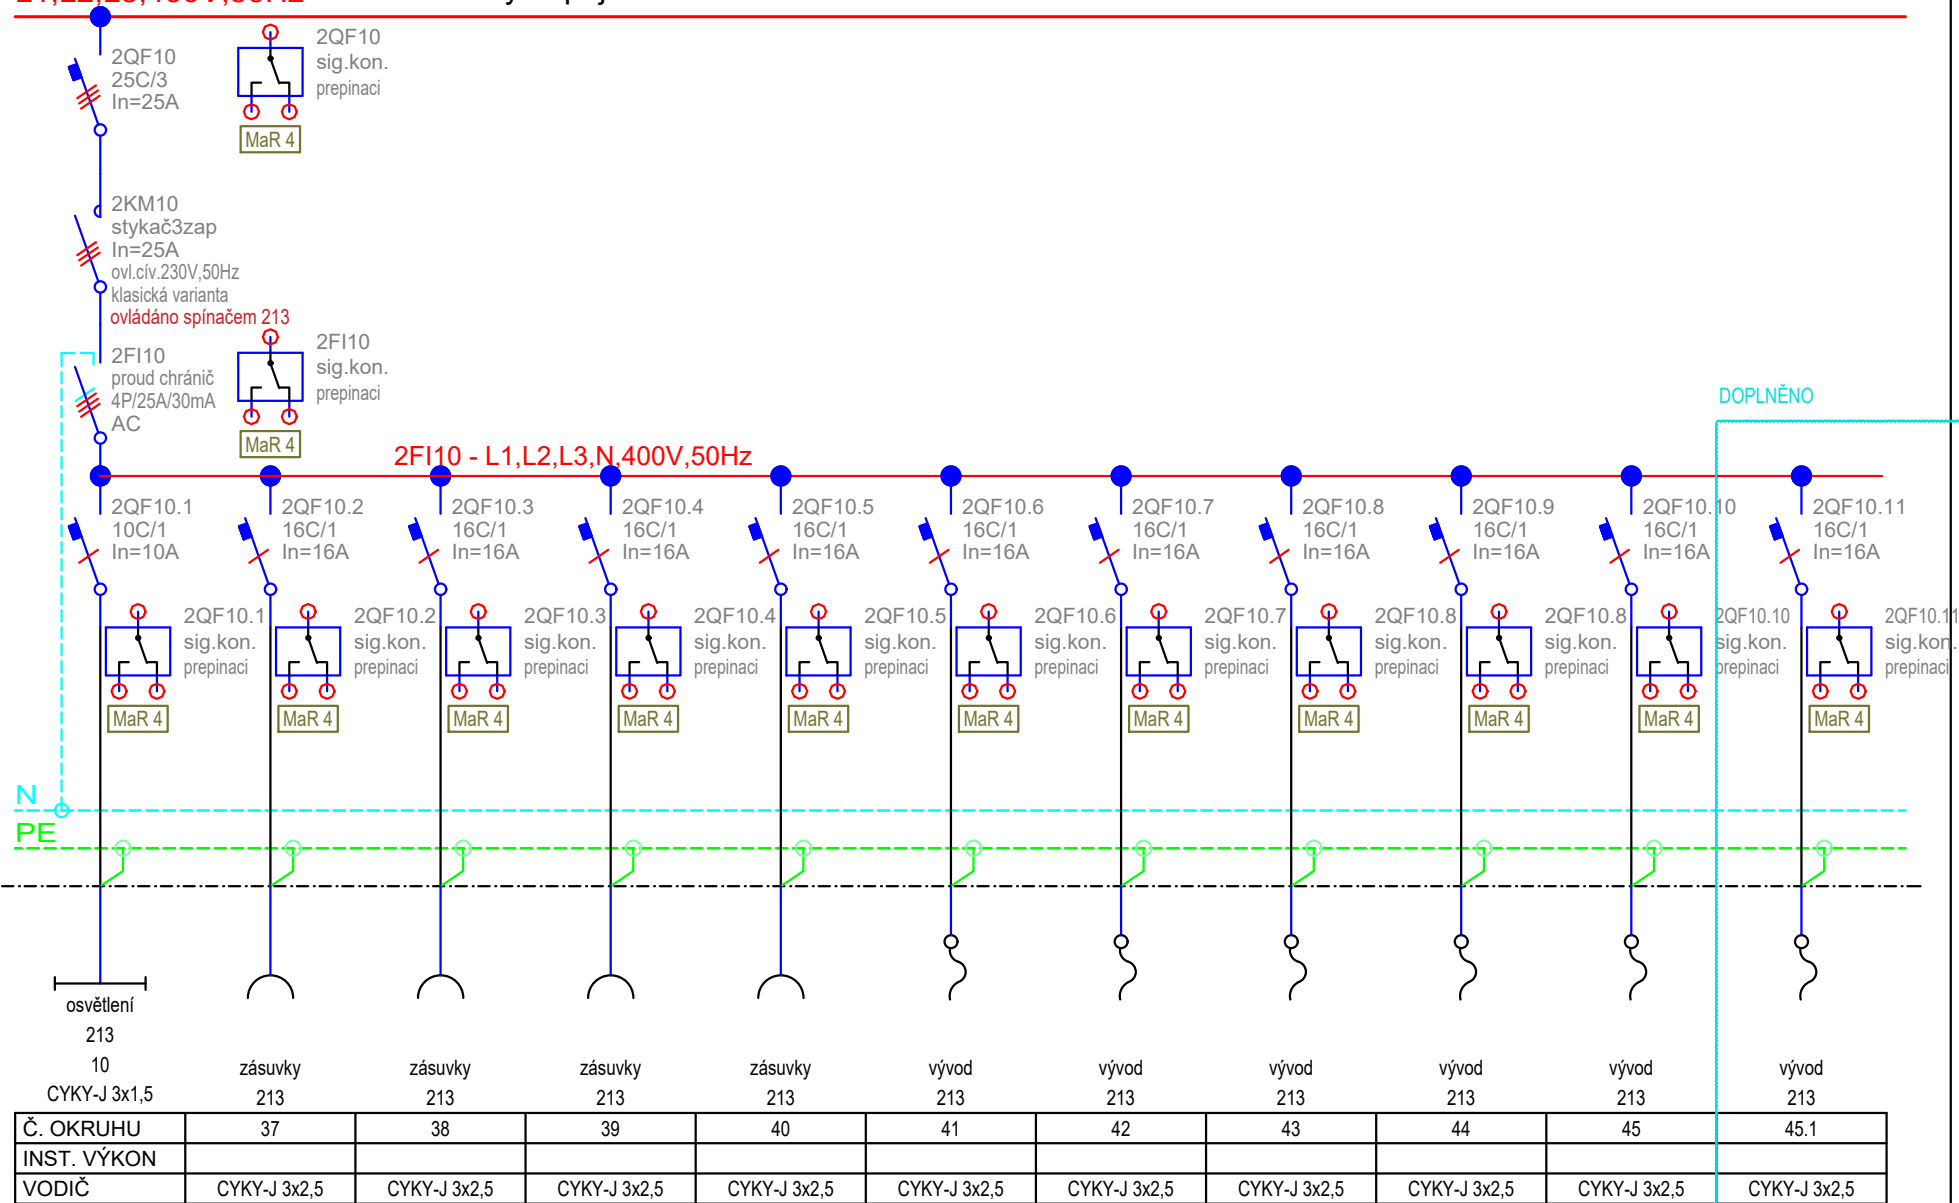 2QF10
25C/3
In=25A
2QF10
sig.kon.
prepinaci
MaR 4
2KM10
stykač3zap
In=25A
ovl.cív.230V,50Hz
klasická varianta
ovládáno spínačem 213
2FI10
proud chránič
4P/25A/30mA
AC
2FI10
sig.kon.
prepinaci
MaR 4
DOPLNĚNO
2FI10 - L1,L2,L3,N,400V,50Hz
2QF10.1
10C/1
In=10A
2QF10.2
16C/1
In=16A
2QF10.3
16C/1
In=16A
2QF10.4
16C/1
In=16A
2QF10.5
16C/1
In=16A
2QF10.6
16C/1
In=16A
2QF10.7
16C/1
In=16A
2QF10.8
16C/1
In=16A
2QF10.9
16C/1
In=16A
2QF10.10
16C/1
In=16A
2QF10.11
16C/1
In=16A
2QF10.1
sig.kon.
prepinaci
MaR 4
2QF10.2
sig.kon.
prepinaci
MaR 4
2QF10.3
sig.kon.
prepinaci
MaR 4
2QF10.4
sig.kon.
prepinaci
MaR 4
2QF10.5
sig.kon.
prepinaci
MaR 4
2QF10.6
sig.kon.
prepinaci
MaR 4
2QF10.7
sig.kon.
prepinaci
MaR 4
2QF10.8
sig.kon.
prepinaci
MaR 4
2QF10.8
sig.kon.
prepinaci
MaR 4
2QF10.10
sig.kon.
prepinaci
MaR 4
2QF10.11
sig.kon.
prepinaci
MaR 4
N
PE
osvětlení
213
10
CYKY-J 3x1,5
zásuvky
213
zásuvky
213
zásuvky
213
zásuvky
213
vývod
213
vývod
213
vývod
213
vývod
213
vývod
213
vývod
213
Č. OKRUHU 37 38 39 40 41 42 43 44 45 45.1
INST. VÝKON
VODIČ CYKY-J 3x2,5 CYKY-J 3x2,5 CYKY-J 3x2,5 CYKY-J 3x2,5 CYKY-J 3x2,5 CYKY-J 3x2,5 CYKY-J 3x2,5 CYKY-J 3x2,5 CYKY-J 3x2,5 CYKY-J 3x2,5